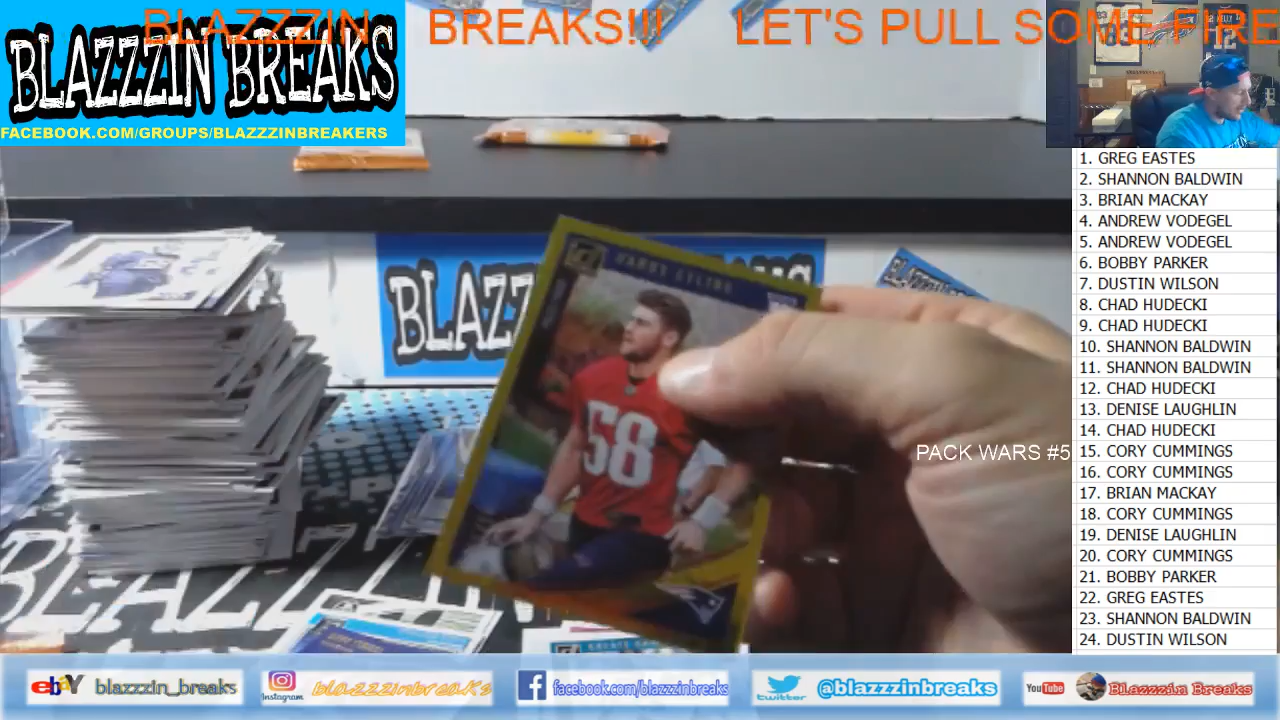 BLAZZZIN BREAKS!!! LET'S PULL SOME FIRE
BLAZZZIN BREAKS
FACEBOOK.COM/GROUPS/BLAZZZINBREAKERS
12
58
PACK WARS #5
1. GREG EASTES
2. SHANNON BALDWIN
3. BRIAN MACKAY
4. ANDREW VODEGEL
5. ANDREW VODEGEL
6. BOBBY PARKER
7. DUSTIN WILSON
8. CHAD HUDECKI
9. CHAD HUDECKI
10. SHANNON BALDWIN
11. SHANNON BALDWIN
12. CHAD HUDECKI
13. DENISE LAUGHLIN
14. CHAD HUDECKI
15. CORY CUMMINGS
16. CORY CUMMINGS
17. BRIAN MACKAY
18. CORY CUMMINGS
19. DENISE LAUGHLIN
20. CORY CUMMINGS
21. BOBBY PARKER
22. GREG EASTES
23. SHANNON BALDWIN
24. DUSTIN WILSON
ebay blazzzin_breaks
Instagram blazzzinbreaks
facebook.com/blazzzinbreaks
twitter @blazzzinbreaks
YouTube Blazzzin Breaks